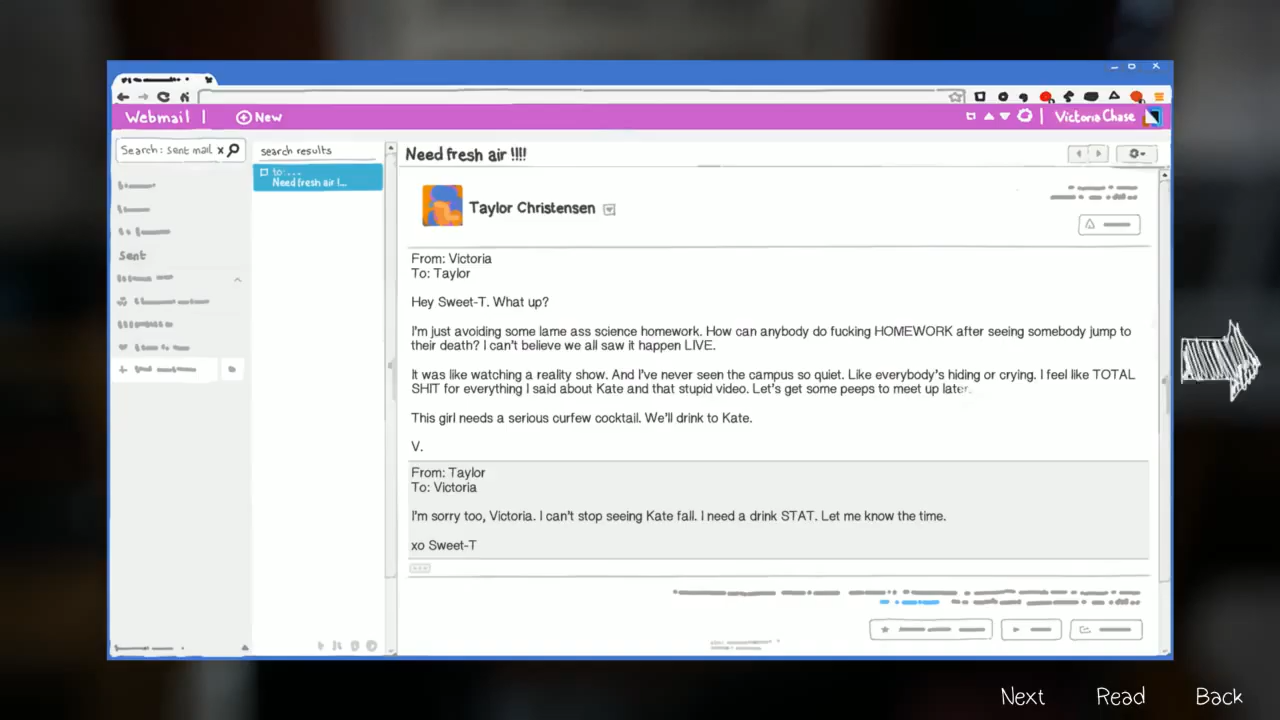 Webmail | New
Victoria Chase
Search: sent mail x
search results
Need fresh air !!!!
to:...
Need fresh air !...
Taylor Christensen
Sent
From: Victoria
To: Taylor
Hey Sweet-T. What up?
I'm just avoiding some lame ass science homework. How can anybody do fucking HOMEWORK after seeing somebody jump to
their death? I can't believe we all saw it happen LIVE.
It was like watching a reality show. And I've never seen the campus so quiet. Like everybody's hiding or crying. I feel like TOTAL
SHIT for everything I said about Kate and that stupid video. Let's get some peeps to meet up later.
This girl needs a serious curfew cocktail. We'll drink to Kate.
V.
From: Taylor
To: Victoria
I'm sorry too, Victoria. I can't stop seeing Kate fall. I need a drink STAT. Let me know the time.
xo Sweet-T
Next Read Back